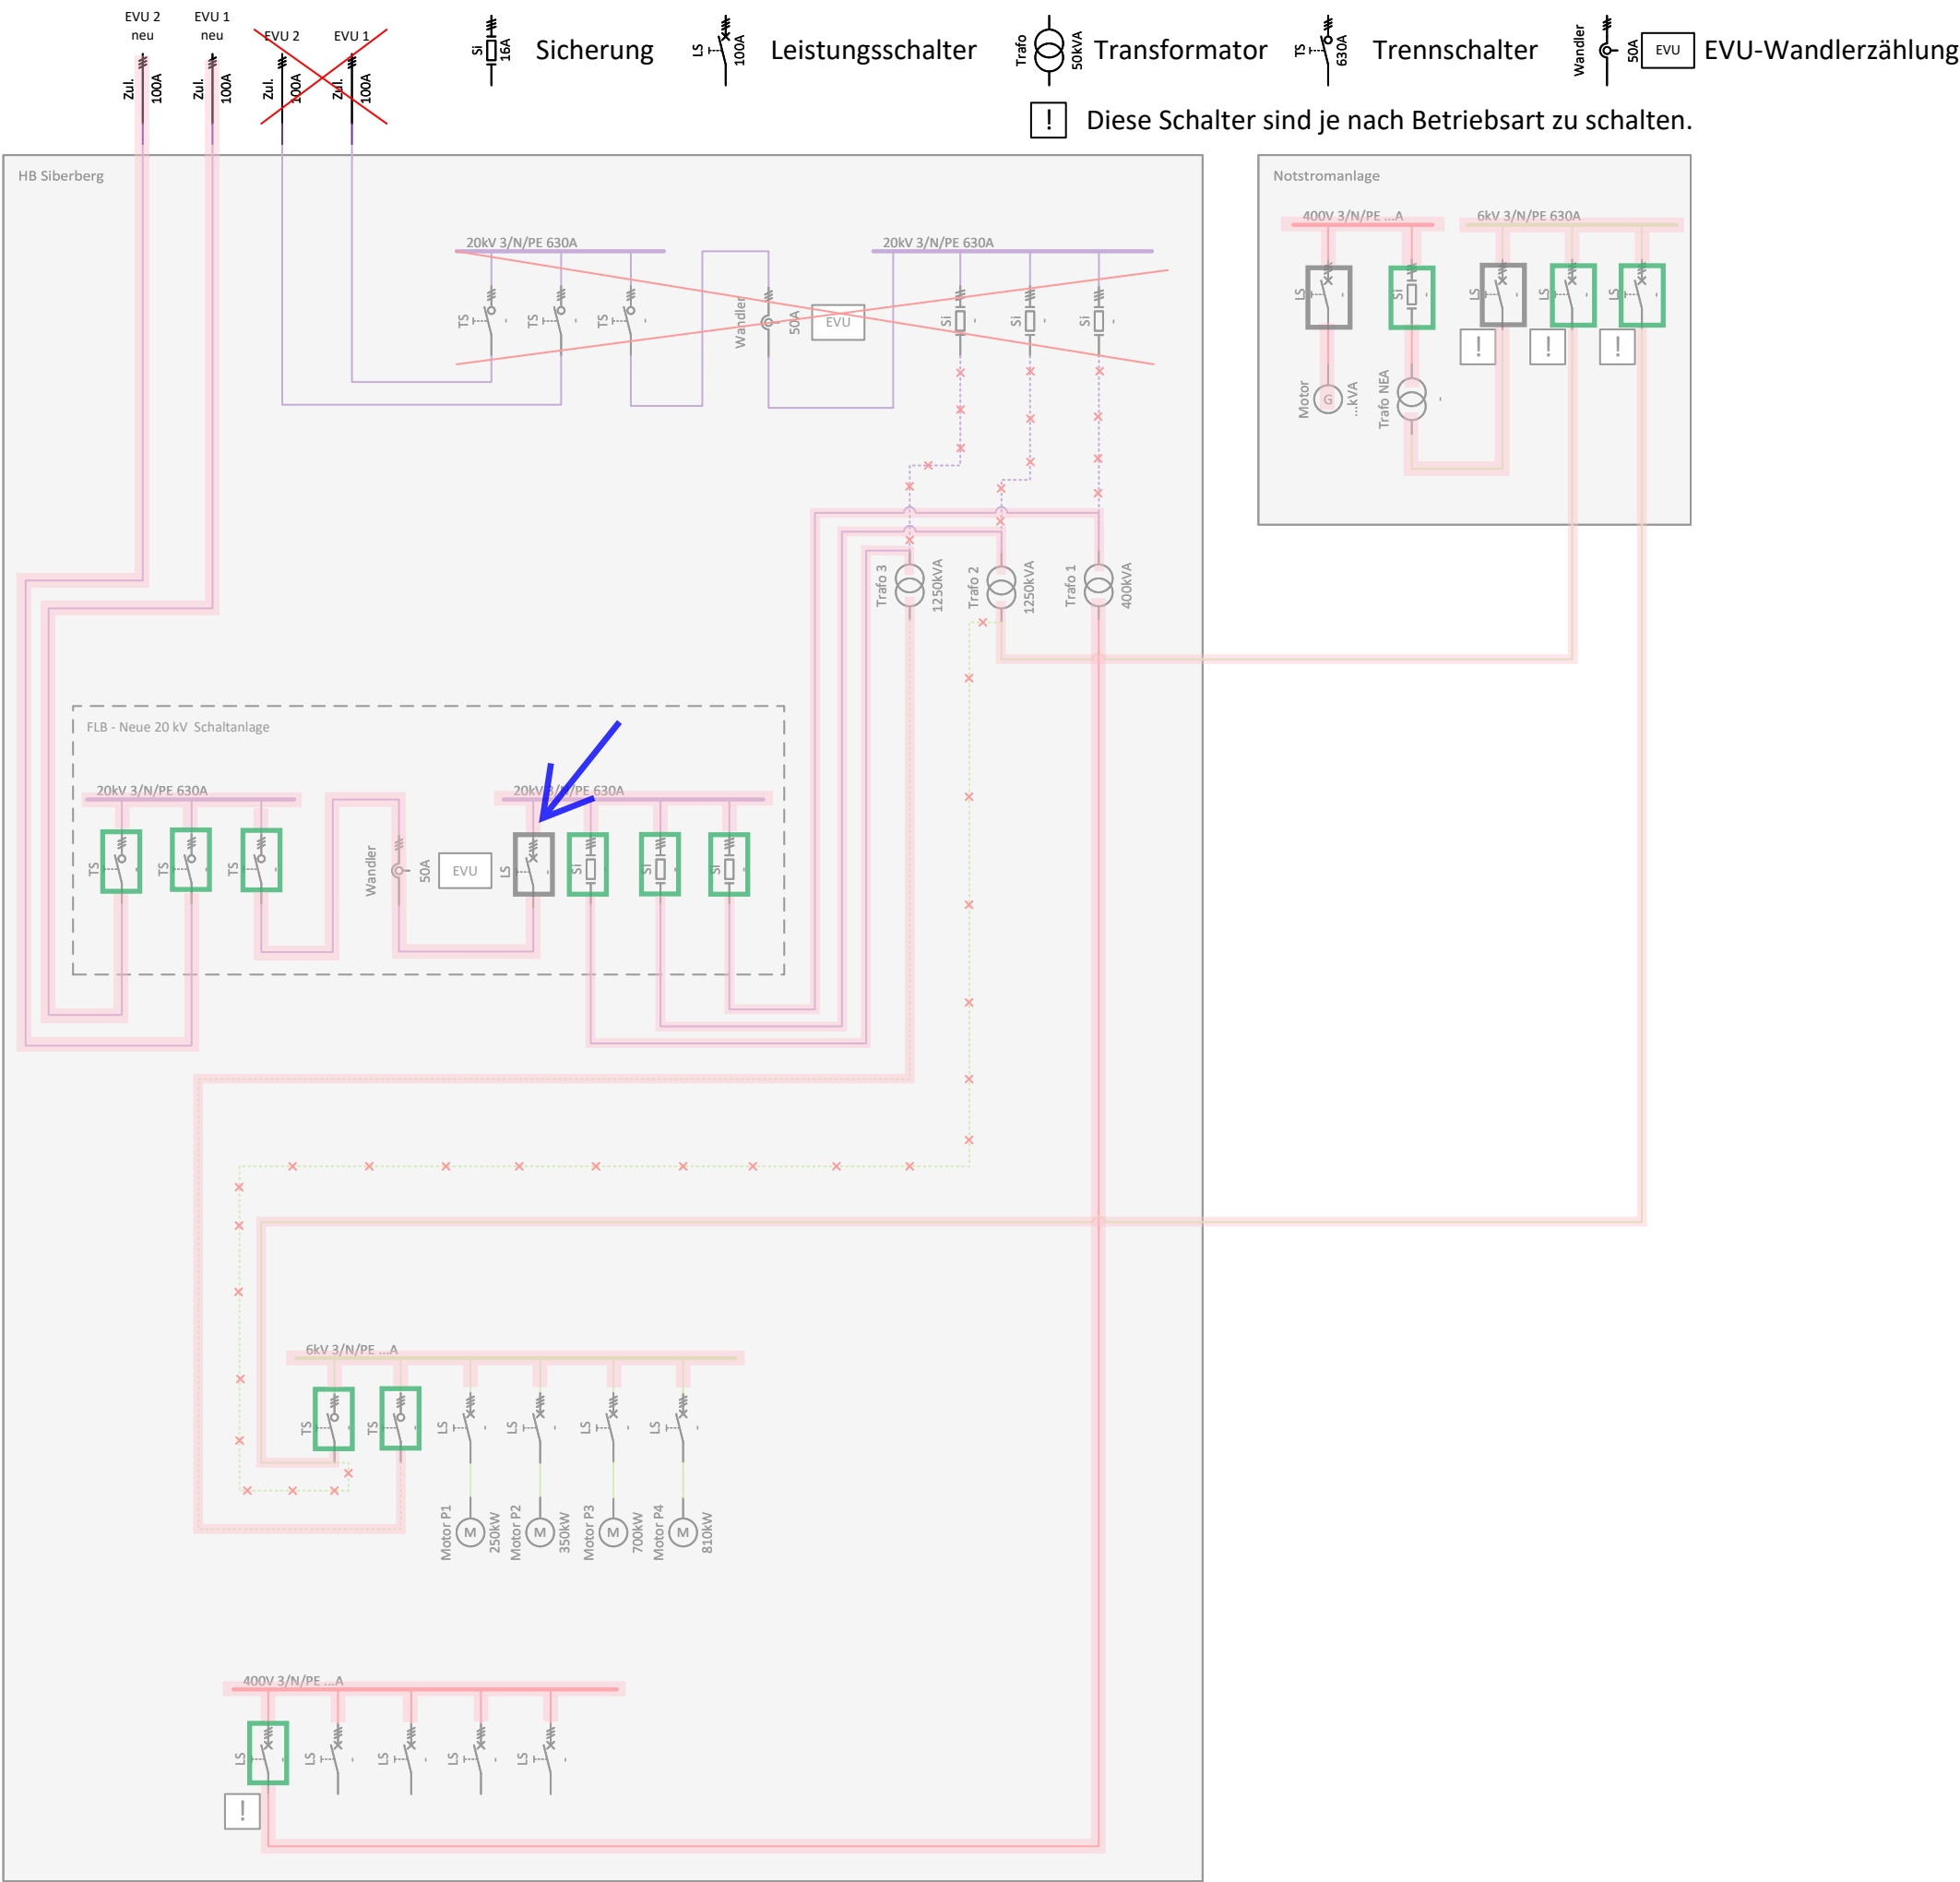 EVU 2
neu
EVU 1
neu
EVU 2
EVU 1
Zul.
100A
Zul.
100A
Zul.
100A
Zul.
100A
Si
16A
Sicherung
LS
100A
Leistungsschalter
Trafo
50kVA
Transformator
TS
630A
Trennschalter
Wandler
50A
EVU
EVU-Wandlerzählung
!
Diese Schalter sind je nach Betriebsart zu schalten.
HB Siberberg
20kV 3/N/PE 630A
TS
-
TS
-
TS
-
Wandler
50A
EVU
20kV 3/N/PE 630A
Si
-
Si
-
Si
-
Notstromanlage
400V 3/N/PE ...A
6kV 3/N/PE 630A
LS
-
Si
-
LS
-
LS
-
LS
-
!
!
!
Motor
G
...kVA
Trafo NEA
-
Trafo 3
1250kVA
Trafo 2
1250kVA
Trafo 1
400kVA
FLB - Neue 20 kV Schaltanlage
20kV 3/N/PE 630A
20kV 3/N/PE 630A
TS
-
TS
-
TS
-
Wandler
50A
EVU
LS
-
Si
-
Si
-
Si
-
6kV 3/N/PE ...A
TS
-
TS
-
LS
-
LS
-
LS
-
LS
-
Motor P1
M
250kW
Motor P2
M
350kW
Motor P3
M
700kW
Motor P4
M
810kW
400V 3/N/PE ...A
LS
-
LS
-
LS
-
LS
-
LS
-
!